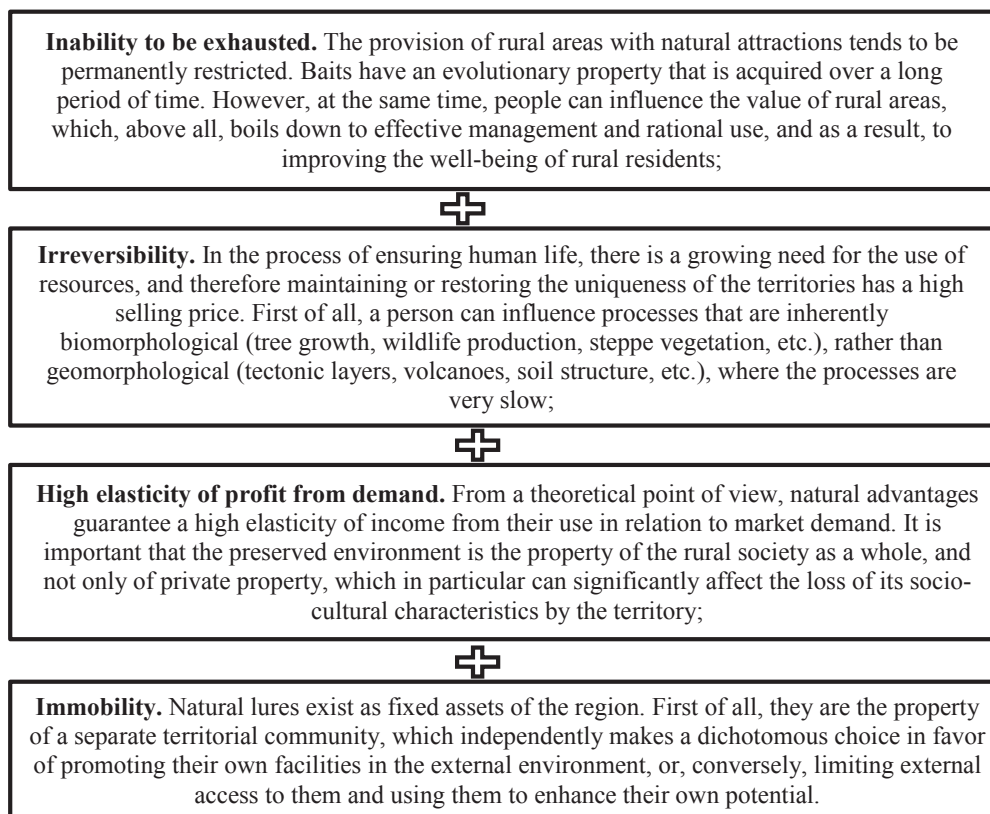 Inability to be exhausted. The provision of rural areas with natural attractions tends to be
permanently restricted. Baits have an evolutionary property that is acquired over a long
period of time. However, at the same time, people can influence the value of rural areas,
which, above all, boils down to effective management and rational use, and as a result, to
improving the well-being of rural residents;
Irreversibility. In the process of ensuring human life, there is a growing need for the use of
resources, and therefore maintaining or restoring the uniqueness of the territories has a high
selling price. First of all, a person can influence processes that are inherently
biomorphological (tree growth, wildlife production, steppe vegetation, etc.), rather than
geomorphological (tectonic layers, volcanoes, soil structure, etc.), where the processes are
very slow;
High elasticity of profit from demand. From a theoretical point of view, natural advantages
guarantee a high elasticity of income from their use in relation to market demand. It is
important that the preserved environment is the property of the rural society as a whole, and
not only of private property, which in particular can significantly affect the loss of its socio-
cultural characteristics by the territory;
Immobility. Natural lures exist as fixed assets of the region. First of all, they are the property
of a separate territorial community, which independently makes a dichotomous choice in favor
of promoting their own facilities in the external environment, or, conversely, limiting external
access to them and using them to enhance their own potential.